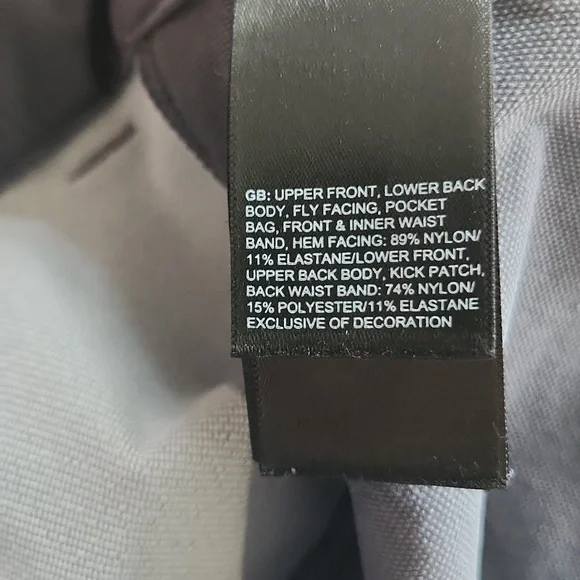 GB: UPPER FRONT, LOWER BACK
BODY, FLY FACING, POCKET
BAG, FRONT & INNER WAIST
BAND, HEM FACING: 89% NYLON/
11% ELASTANE/LOWER FRONT,
UPPER BACK BODY, KICK PATCH,
BACK WAIST BAND: 74% NYLON/
15% POLYESTER/11% ELASTANE
EXCLUSIVE OF DECORATION